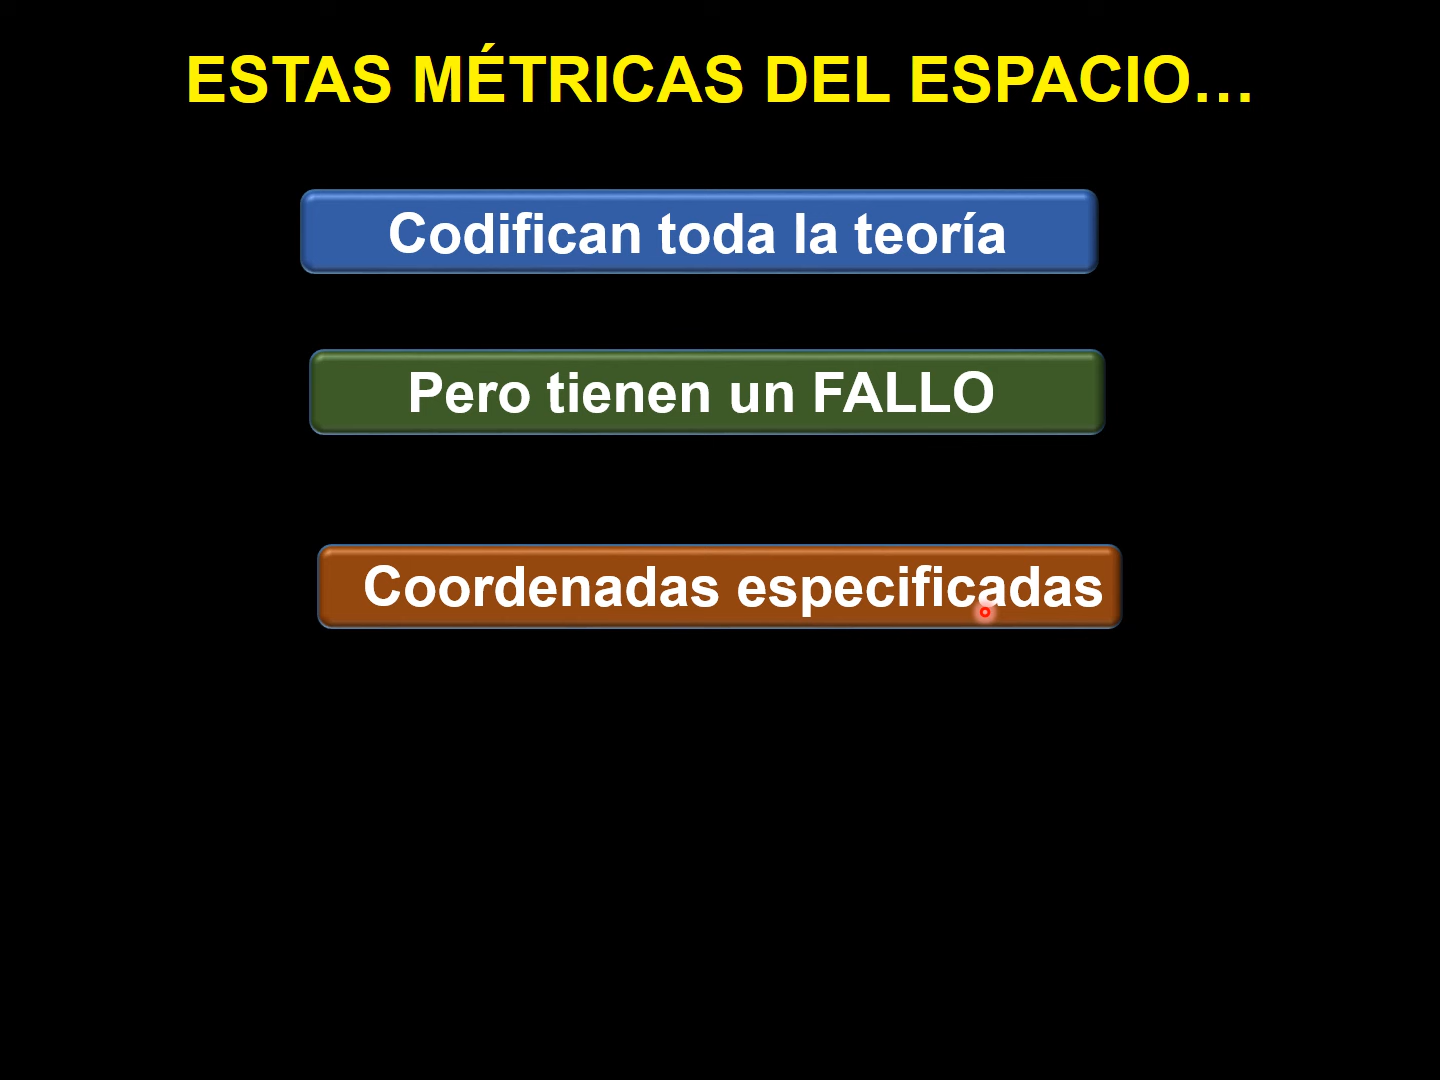 ESTAS MÉTRICAS DEL ESPACIO…
Codifican toda la teoría
Pero tienen un FALLO
Coordenadas especificadas